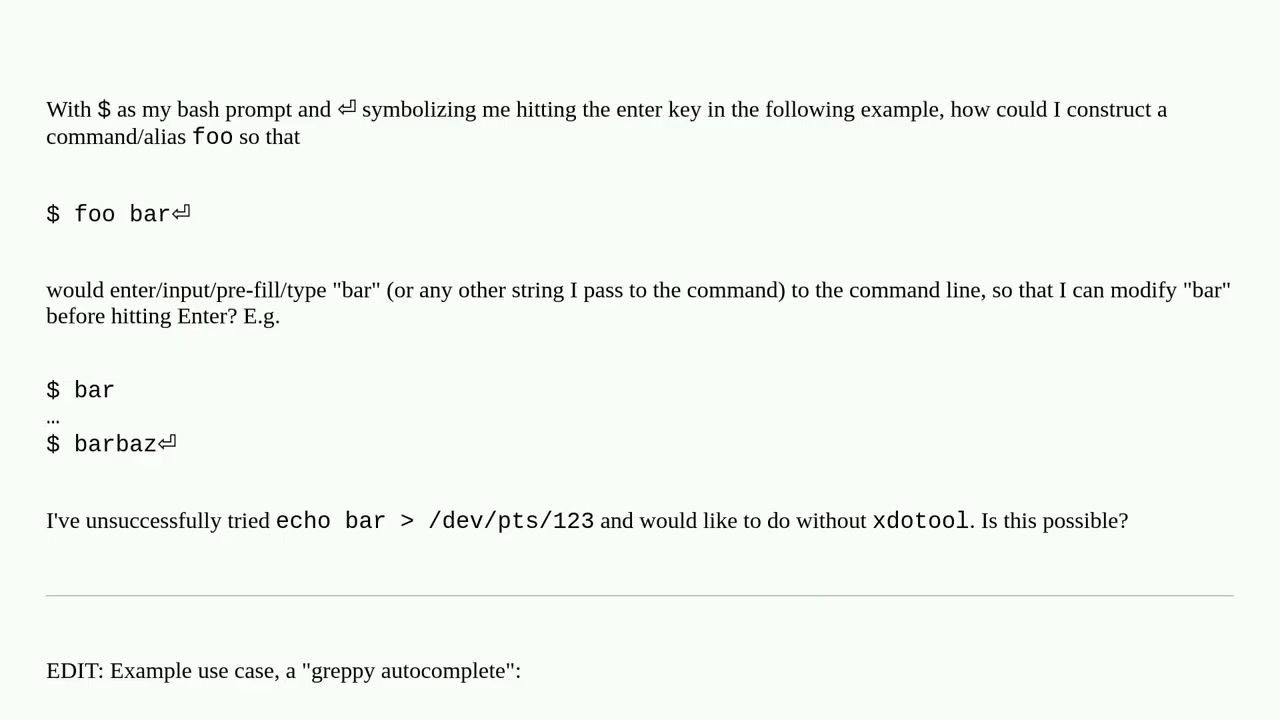 With $ as my bash prompt and ⏎ symbolizing me hitting the enter key in the following example, how could I construct a
command/alias foo so that
$ foo bar⏎
would enter/input/pre-fill/type "bar" (or any other string I pass to the command) to the command line, so that I can modify "bar"
before hitting Enter? E.g.
$ bar
…
$ barbaz⏎
I've unsuccessfully tried echo bar > /dev/pts/123 and would like to do without xdotool. Is this possible?
EDIT: Example use case, a "greppy autocomplete":